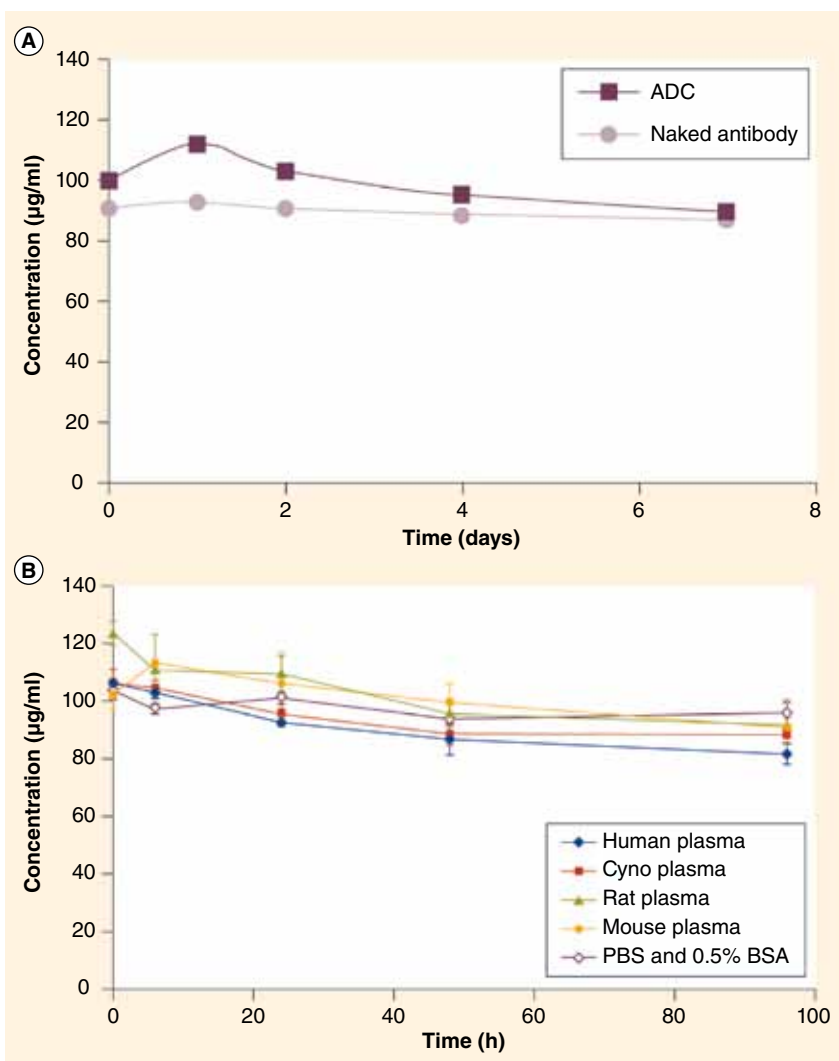 A
140
120
100
80
60
40
20
0
Concentration (µg/ml)
ADC
Naked antibody
0 2 4 6 8
Time (days)
B
140
120
100
80
60
40
20
0
Concentration (µg/ml)
Human plasma
Cyno plasma
Rat plasma
Mouse plasma
PBS and 0.5% BSA
0 20 40 60 80 100
Time (h)